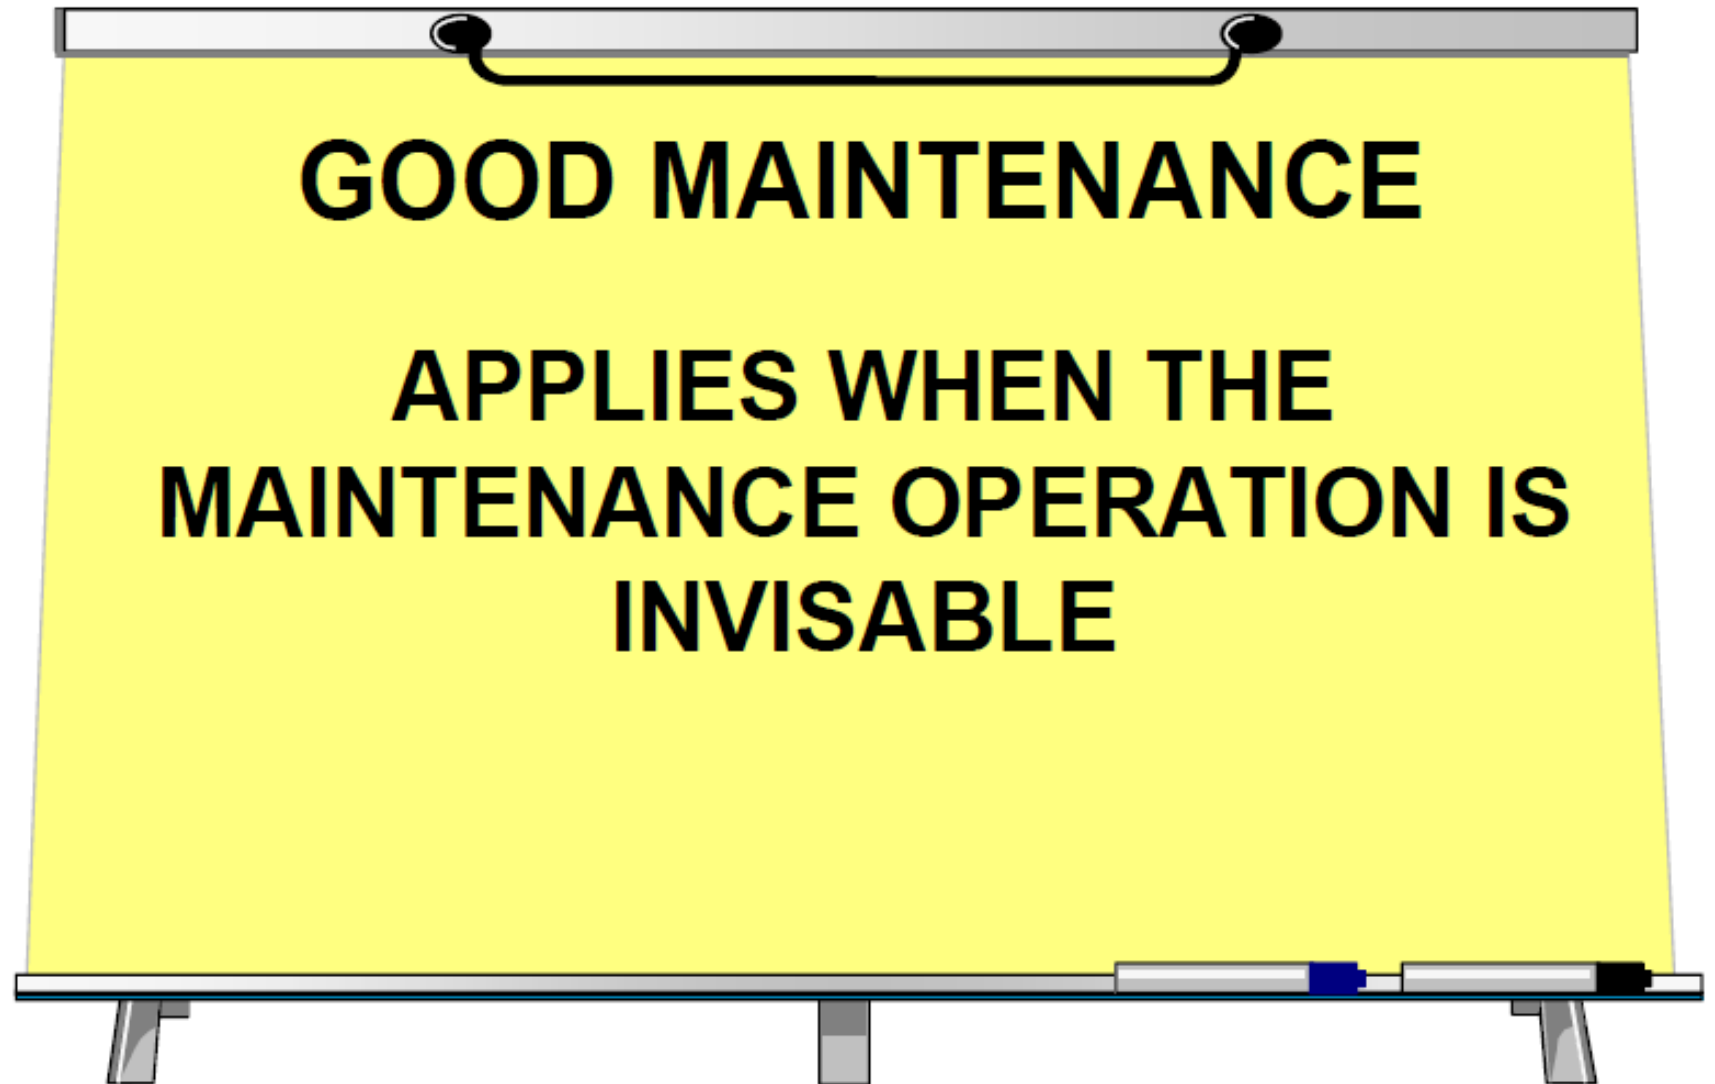 GOOD MAINTENANCE
APPLIES WHEN THE
MAINTENANCE OPERATION IS
INVISABLE